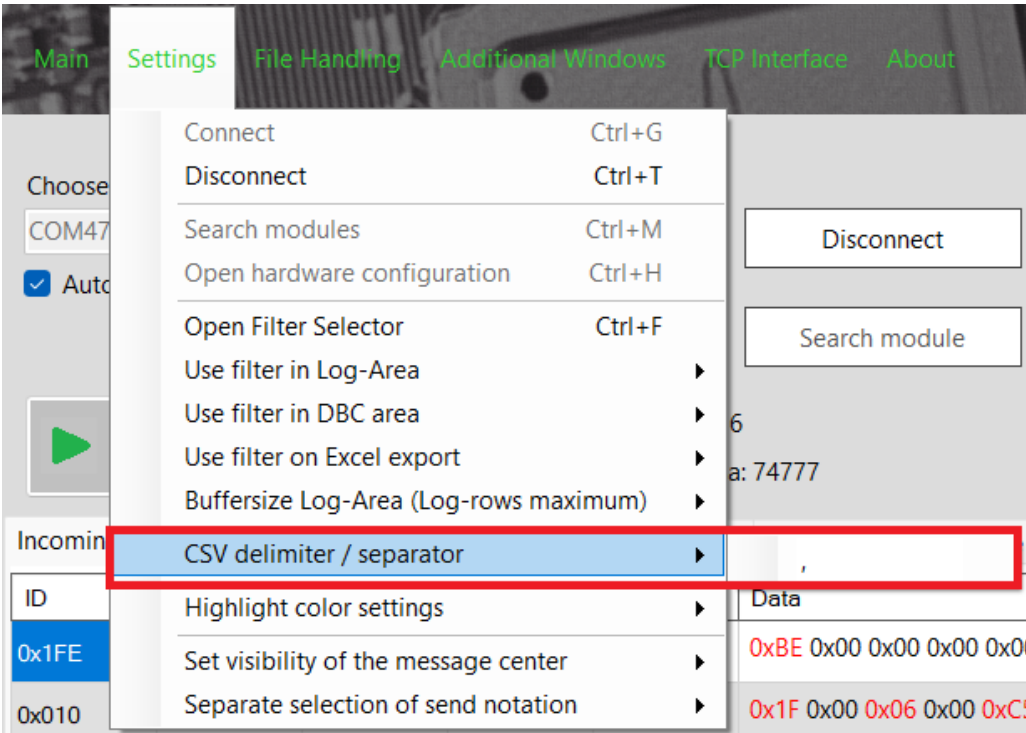 Main Settings File Handling Additional Windows TCP Interface About
Connect Ctrl+G
Disconnect Ctrl+T
Choose
COM47
Search modules Ctrl+M
Disconnect
Open hardware configuration Ctrl+H
Auto
Open Filter Selector Ctrl+F
Search module
Use filter in Log-Area
Use filter in DBC area
6
Use filter on Excel export
a: 74777
Buffersize Log-Area (Log-rows maximum)
Incomin
CSV delimiter / separator ,
ID Data
Highlight color settings
0x1FE 0xBE 0x00 0x00 0x00 0x00
Set visibility of the message center
Separate selection of send notation
0x010 0x1F 0x00 0x06 0x00 0xC5